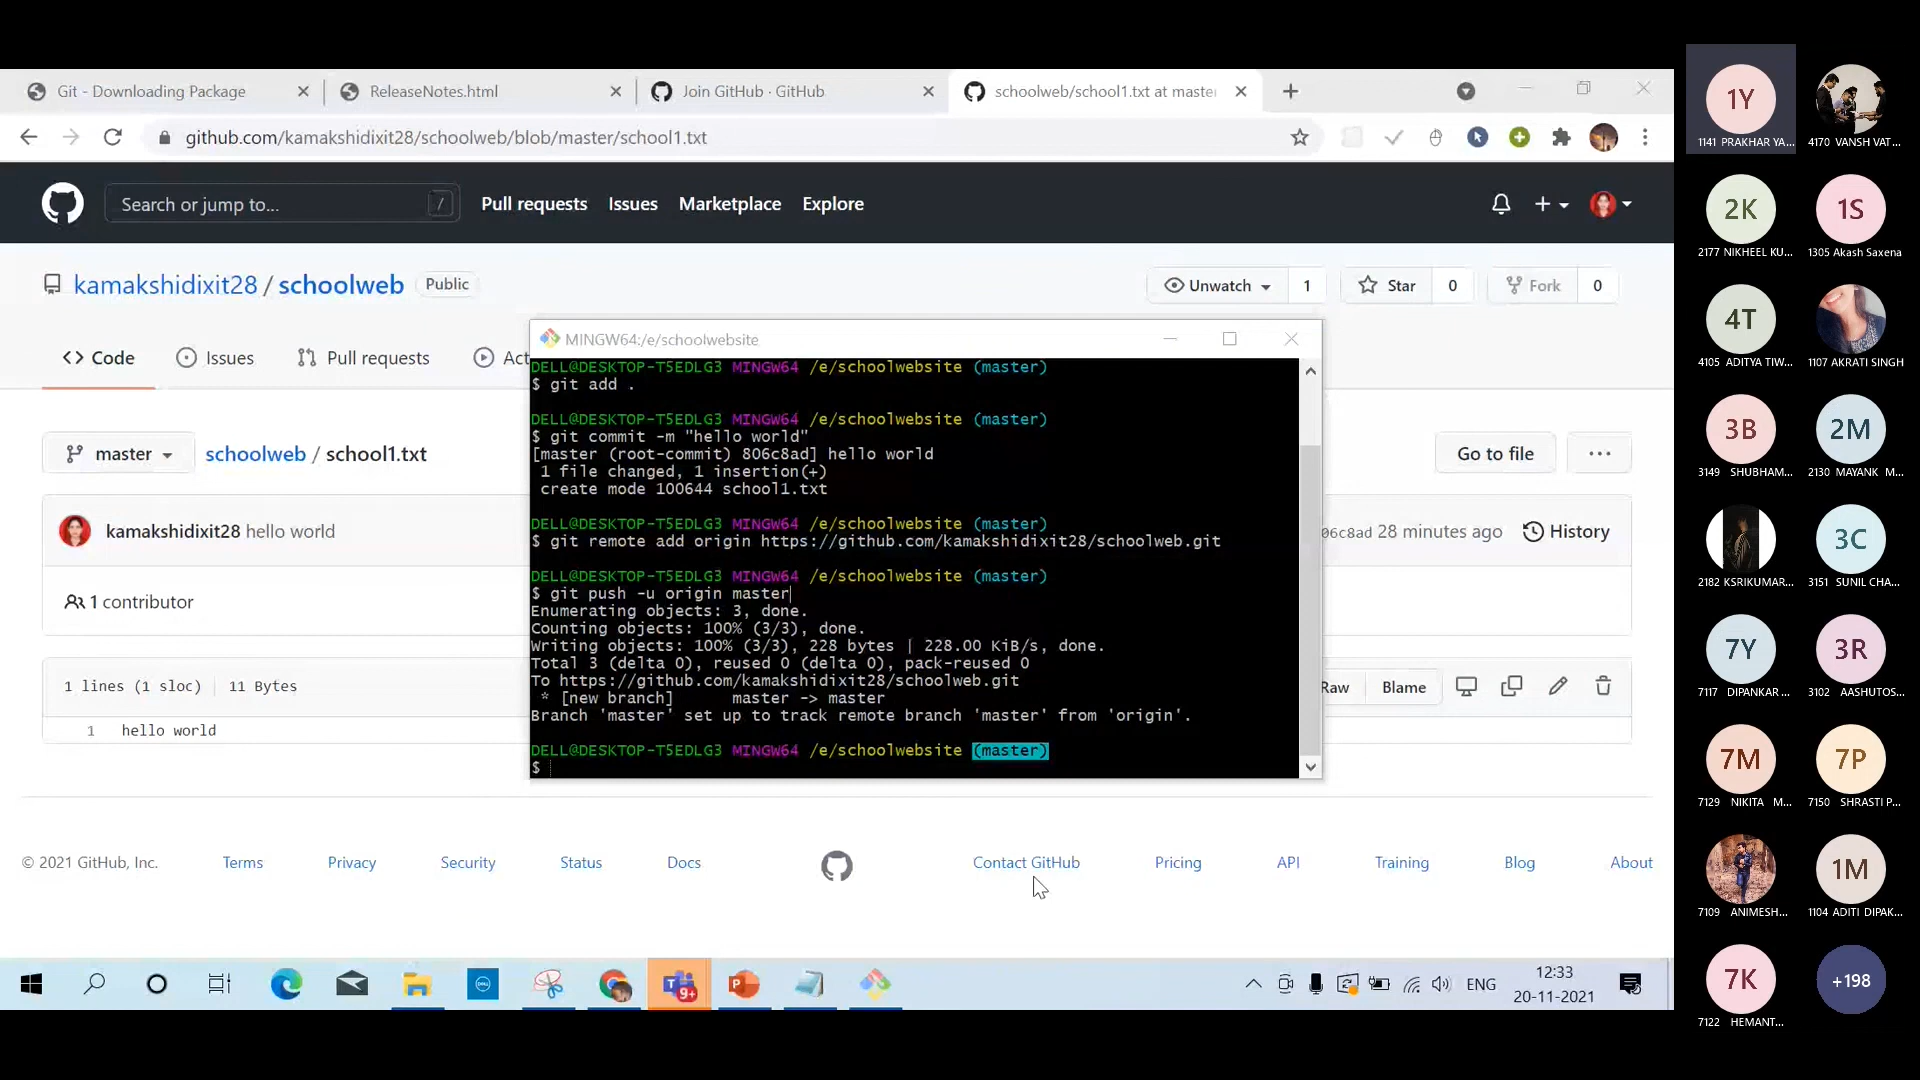 Git - Downloading Package
ReleaseNotes.html
Join GitHub · GitHub
schoolweb/school1.txt at master
github.com/kamakshidixit28/schoolweb/blob/master/school1.txt
Search or jump to... /
Pull requests Issues Marketplace Explore
kamakshidixit28 / schoolweb Public
Unwatch 1 Star 0 Fork 0
Code Issues Pull requests Act
master schoolweb / school1.txt
Go to file ...
kamakshidixit28 hello world
06c8ad 28 minutes ago History
1 contributor
1 lines (1 sloc) 11 Bytes
Raw Blame
1 hello world
MINGW64:/e/schoolwebsite
DELL@DESKTOP-T5EDLG3 MINGW64 /e/schoolwebsite (master)
$ git add .
DELL@DESKTOP-T5EDLG3 MINGW64 /e/schoolwebsite (master)
$ git commit -m "hello world"
[master (root-commit) 806c8ad] hello world
1 file changed, 1 insertion(+)
create mode 100644 school1.txt
DELL@DESKTOP-T5EDLG3 MINGW64 /e/schoolwebsite (master)
$ git remote add origin https://github.com/kamakshidixit28/schoolweb.git
DELL@DESKTOP-T5EDLG3 MINGW64 /e/schoolwebsite (master)
$ git push -u origin master
Enumerating objects: 3, done.
Counting objects: 100% (3/3), done.
Writing objects: 100% (3/3), 228 bytes | 228.00 KiB/s, done.
Total 3 (delta 0), reused 0 (delta 0), pack-reused 0
To https://github.com/kamakshidixit28/schoolweb.git
* [new branch] master -> master
Branch 'master' set up to track remote branch 'master' from 'origin'.
DELL@DESKTOP-T5EDLG3 MINGW64 /e/schoolwebsite (master)
$
© 2021 GitHub, Inc. Terms Privacy Security Status Docs Contact GitHub Pricing API Training Blog About
9+
ENG
12:33
20-11-2021
1Y
1141 PRAKHAR YA...
4170 VANSH VAT...
2K 1S
2177 NIKHEEL KU... 1305 Akash Saxena
4T
4105 ADITYA TIW... 1107 AKRATI SINGH
3B 2M
3149 SHUBHAM... 2130 MAYANK M...
3C
2182 KSRIKUMAR... 3151 SUNIL CHA...
7Y 3R
7117 DIPANKAR ... 3102 AASHUTOS...
7M 7P
7129 NIKITA M... 7150 SHRASTI P...
1M
7109 ANIMESH... 1104 ADITI DIPAK...
7K +198
7122 HEMANT...